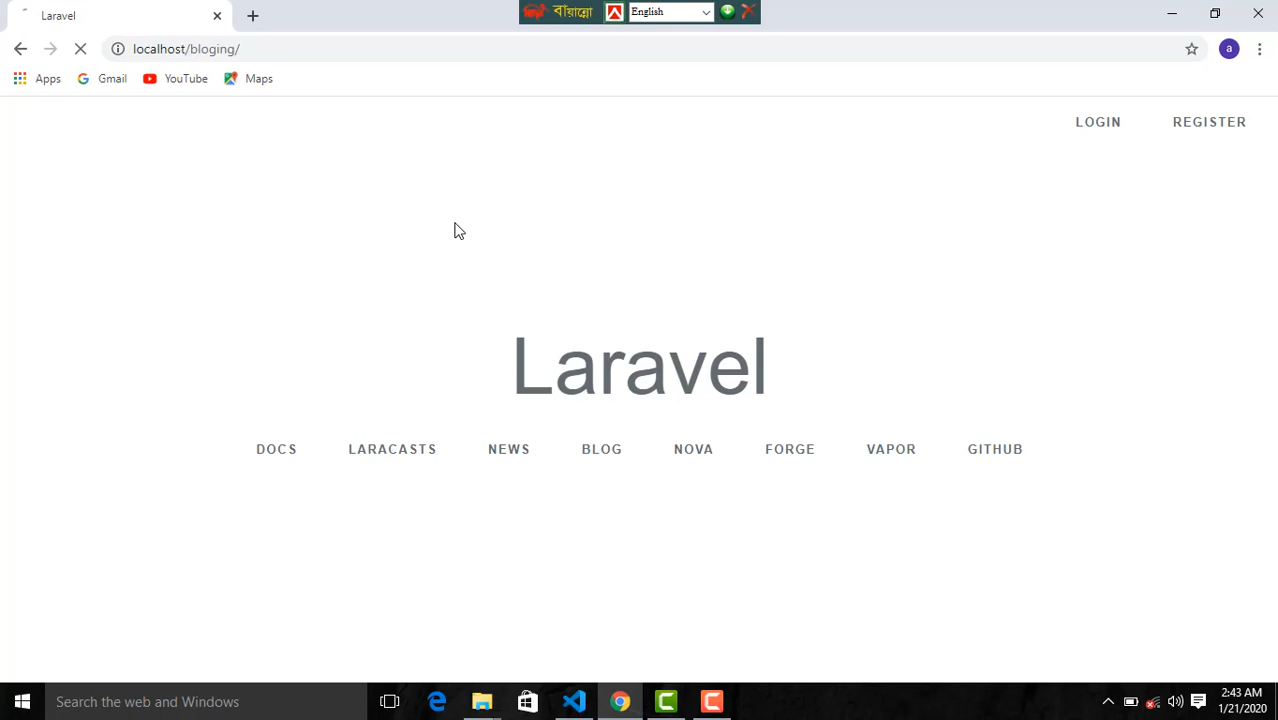 Laravel
বাঁয়ান্নো English
localhost/bloging/
a
Apps Gmail YouTube Maps
LOGIN REGISTER
Laravel
DOCS LARACASTS NEWS BLOG NOVA FORGE VAPOR GITHUB
Search the web and Windows
2:43 AM
1/21/2020